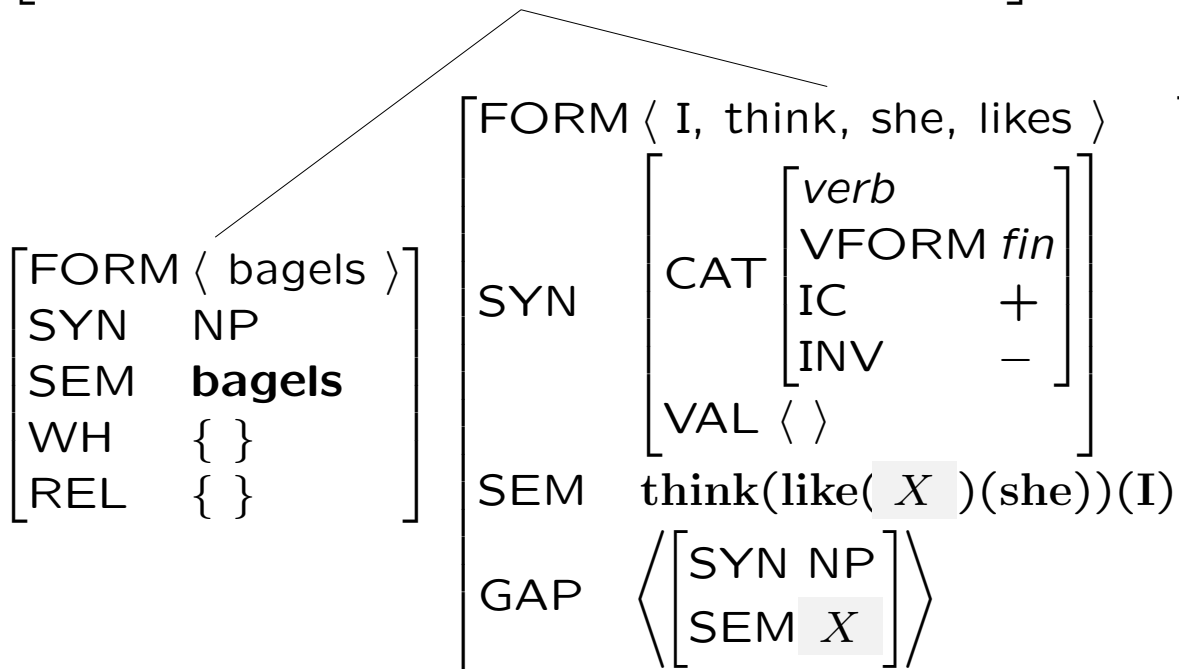 FORM ⟨ bagels ⟩
SYN NP
SEM bagels
WH { }
REL { }
FORM ⟨ I, think, she, likes ⟩
SYN
CAT
verb
VFORM fin
IC +
INV −
VAL ⟨ ⟩
SEM think(like( X )(she))(I)
GAP
SYN NP
SEM X